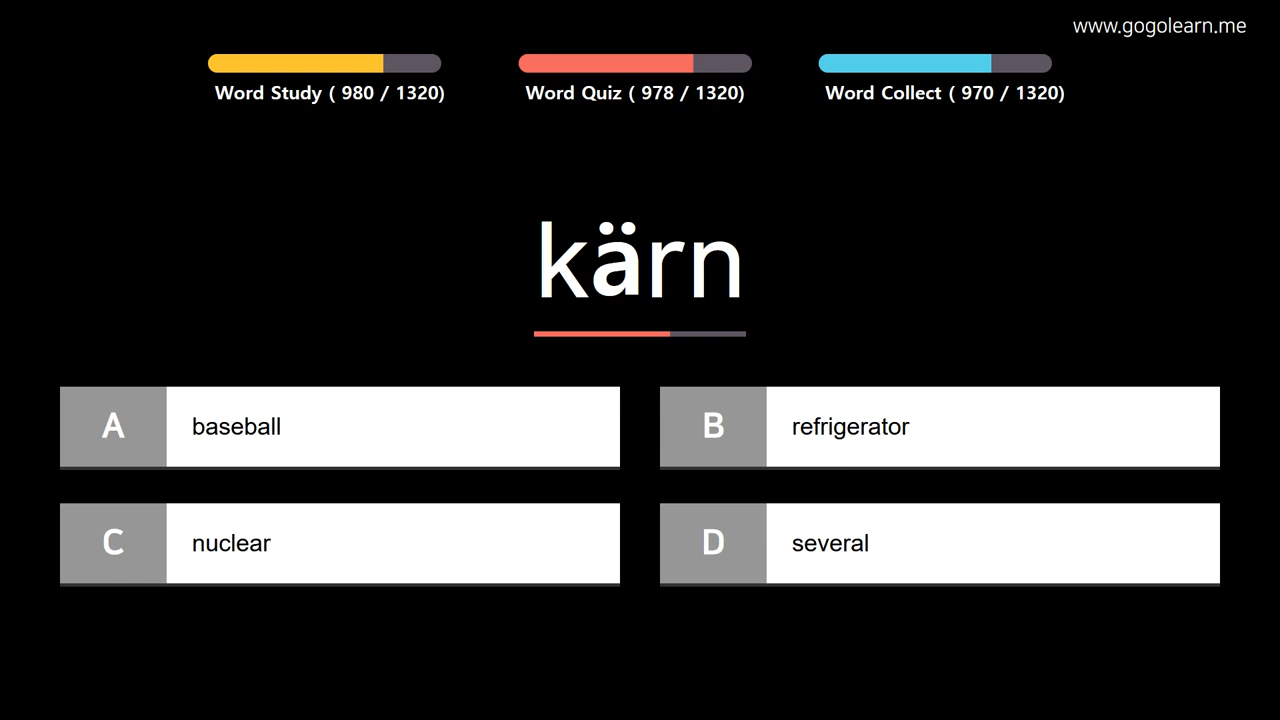 www.gogolearn.me
Word Study ( 980 / 1320)
Word Quiz ( 978 / 1320)
Word Collect ( 970 / 1320)
kärn
A
baseball
B
refrigerator
C
nuclear
D
several